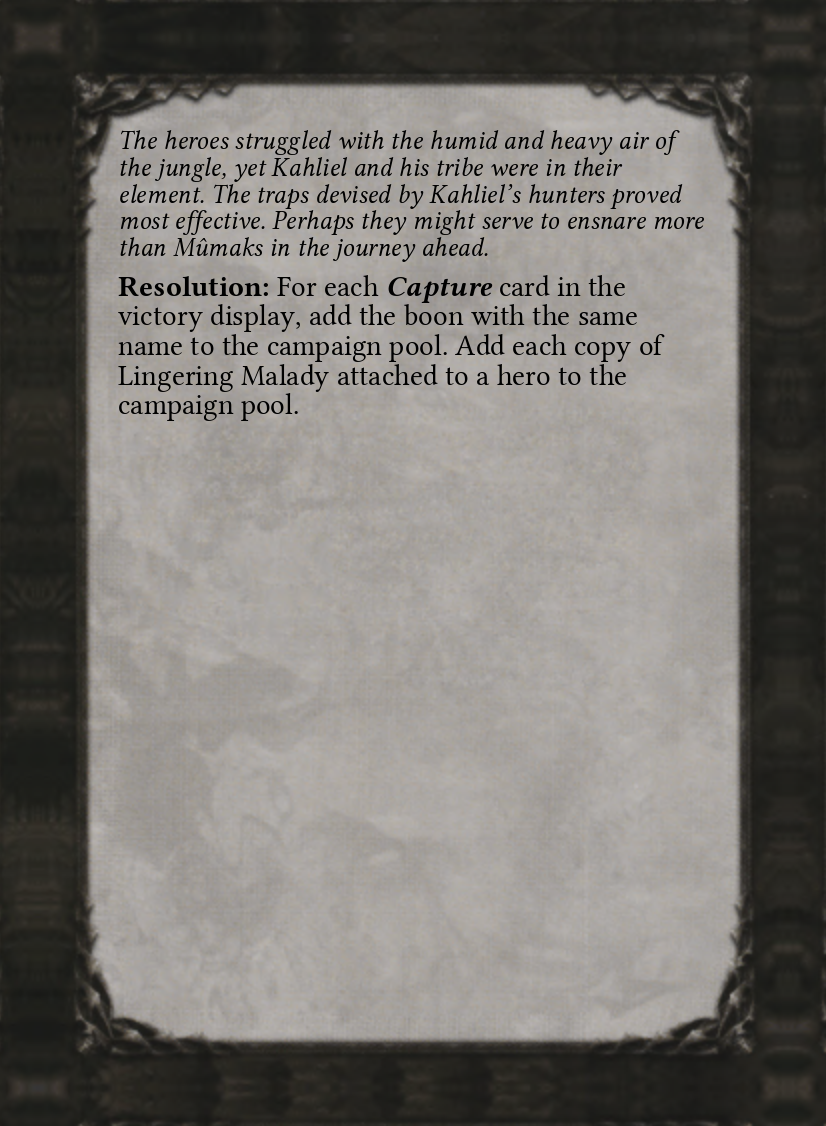 The heroes struggled with the humid and heavy air of
the jungle, yet Kahliel and his tribe were in their
element. The traps devised by Kahliel’s hunters proved
most effective. Perhaps they might serve to ensnare more
than Mûmaks in the journey ahead.
Resolution: For each Capture card in the
victory display, add the boon with the same
name to the campaign pool. Add each copy of
Lingering Malady attached to a hero to the
campaign pool.